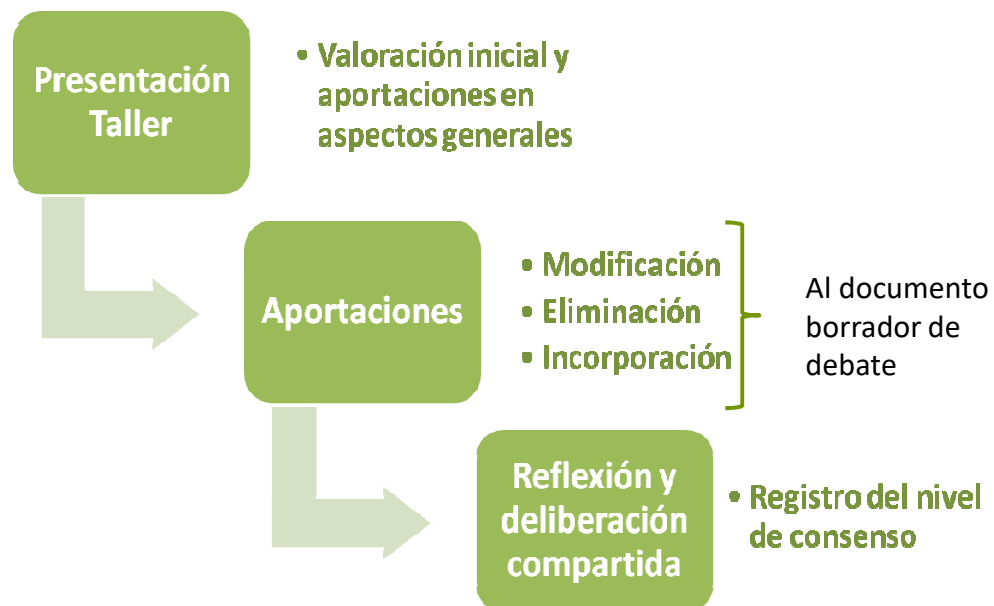 Presentación
Taller
• Valoración inicial y
aportaciones en
aspectos generales
Aportaciones
• Modificación
• Eliminación
• Incorporación
Al documento
borrador de
debate
Reflexión y
deliberación
compartida
• Registro del nivel
de consenso